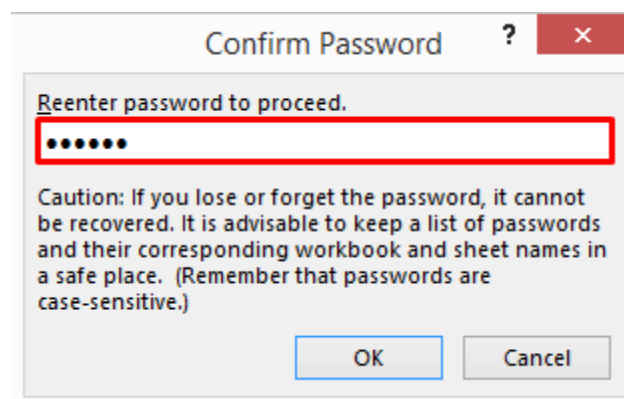 Confirm Password ? ×
Reenter password to proceed.
••••••
Caution: If you lose or forget the password, it cannot
be recovered. It is advisable to keep a list of passwords
and their corresponding workbook and sheet names in
a safe place.  (Remember that passwords are
case-sensitive.)
OK Cancel